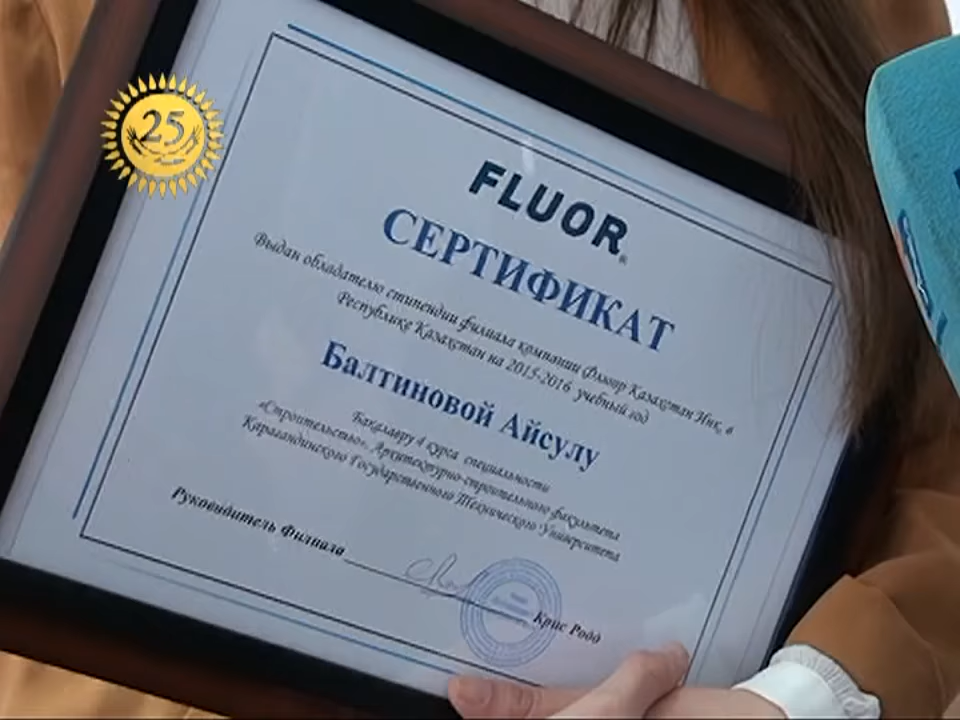 25
FLUOR®
СЕРТИФИКАТ
Выдан обладателю стипендии филиала компании Флюор Казахстан Инк. в
Республике Казахстан на 2015-2016 учебный год
Балтиновой Айсулу
Бакалавру 4 курса специальности
«Строительство». Архитектурно-строительного факультета
Карагандинского Государственного Технического Университета
Руководитель Филиала Крис Родд